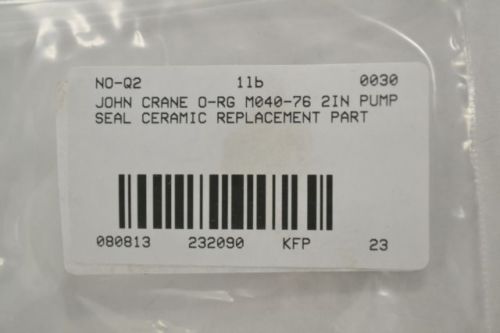 NO-Q2 1lb 0030
JOHN CRANE O-RG M040-76 2IN PUMP
SEAL CERAMIC REPLACEMENT PART
080813 232090 KFP 23